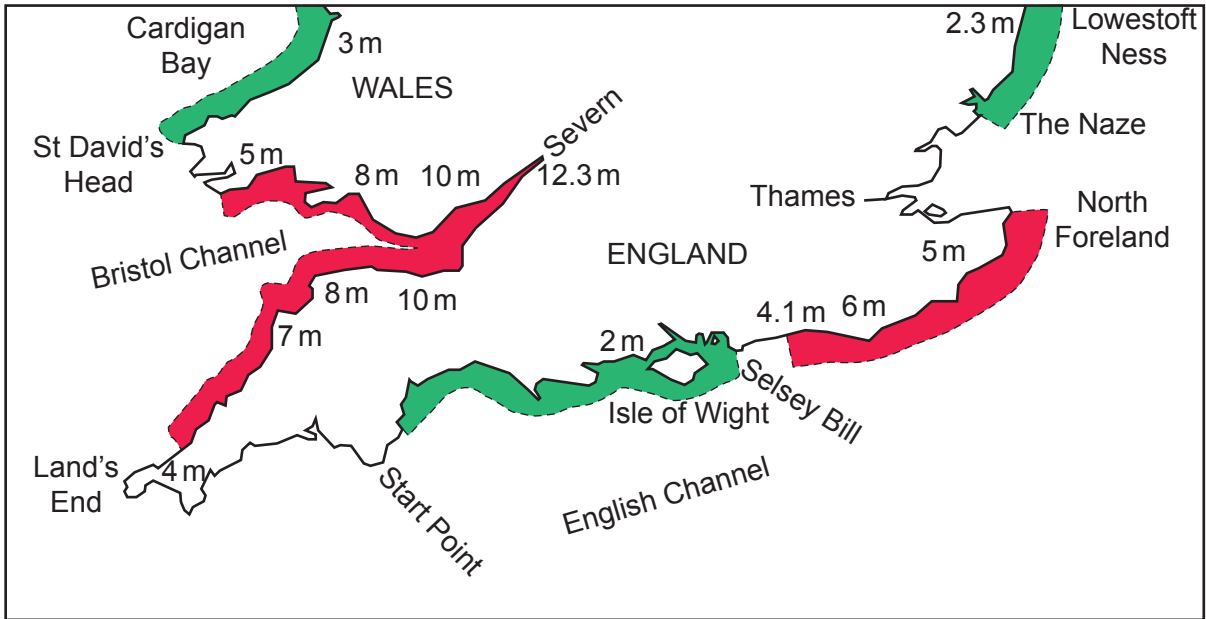 Cardigan
Bay
3 m
WALES
2.3 m
Lowestoft
Ness
St David's
Head
5 m
8 m
10 m
Severn
12.3 m
The Naze
Thames
North
Foreland
Bristol Channel
ENGLAND
5 m
8 m
10 m
7 m
4.1 m
6 m
2 m
Selsey Bill
Isle of Wight
Land's
End
4 m
Start Point
English Channel